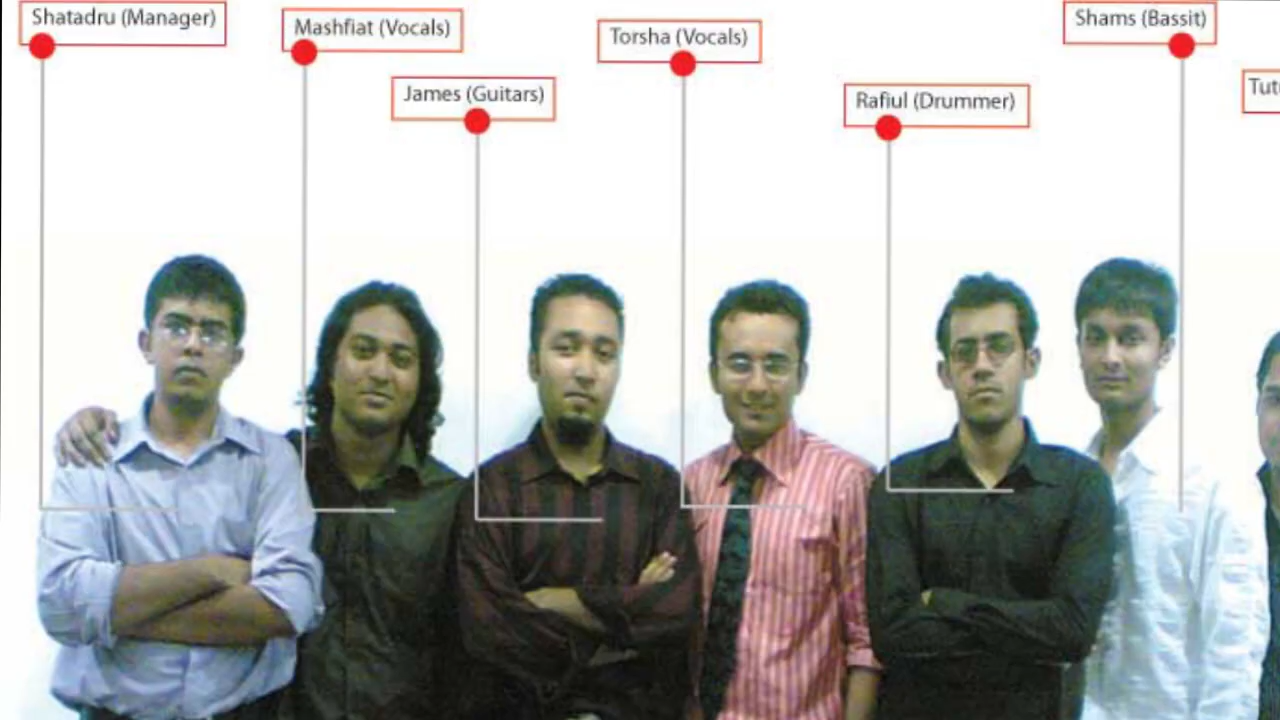 Shatadru (Manager)
Mashfiat (Vocals)
James (Guitars)
Torsha (Vocals)
Rafiul (Drummer)
Shams (Bassit)